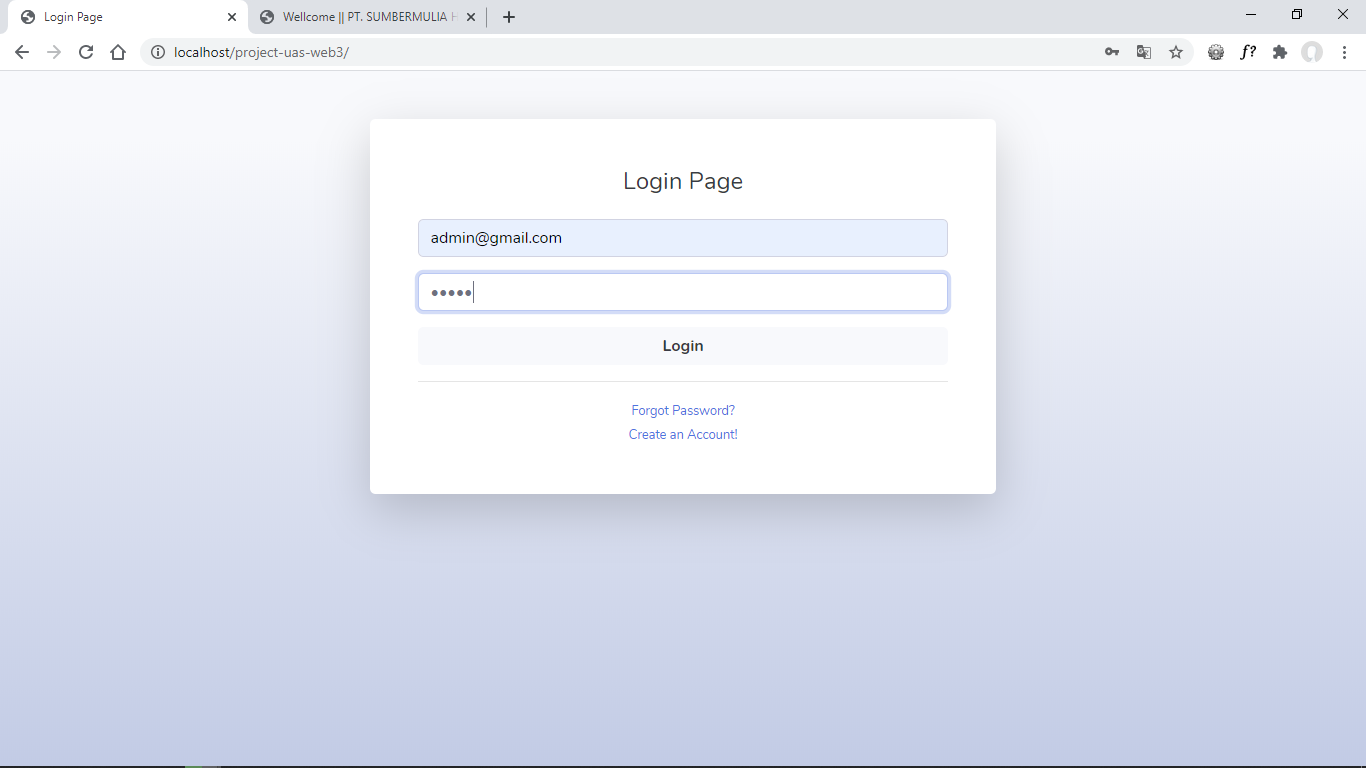 Login Page
Wellcome || PT. SUMBERMULIA H
localhost/project-uas-web3/
f?
Login Page
admin@gmail.com
•••••
Login
Forgot Password?
Create an Account!